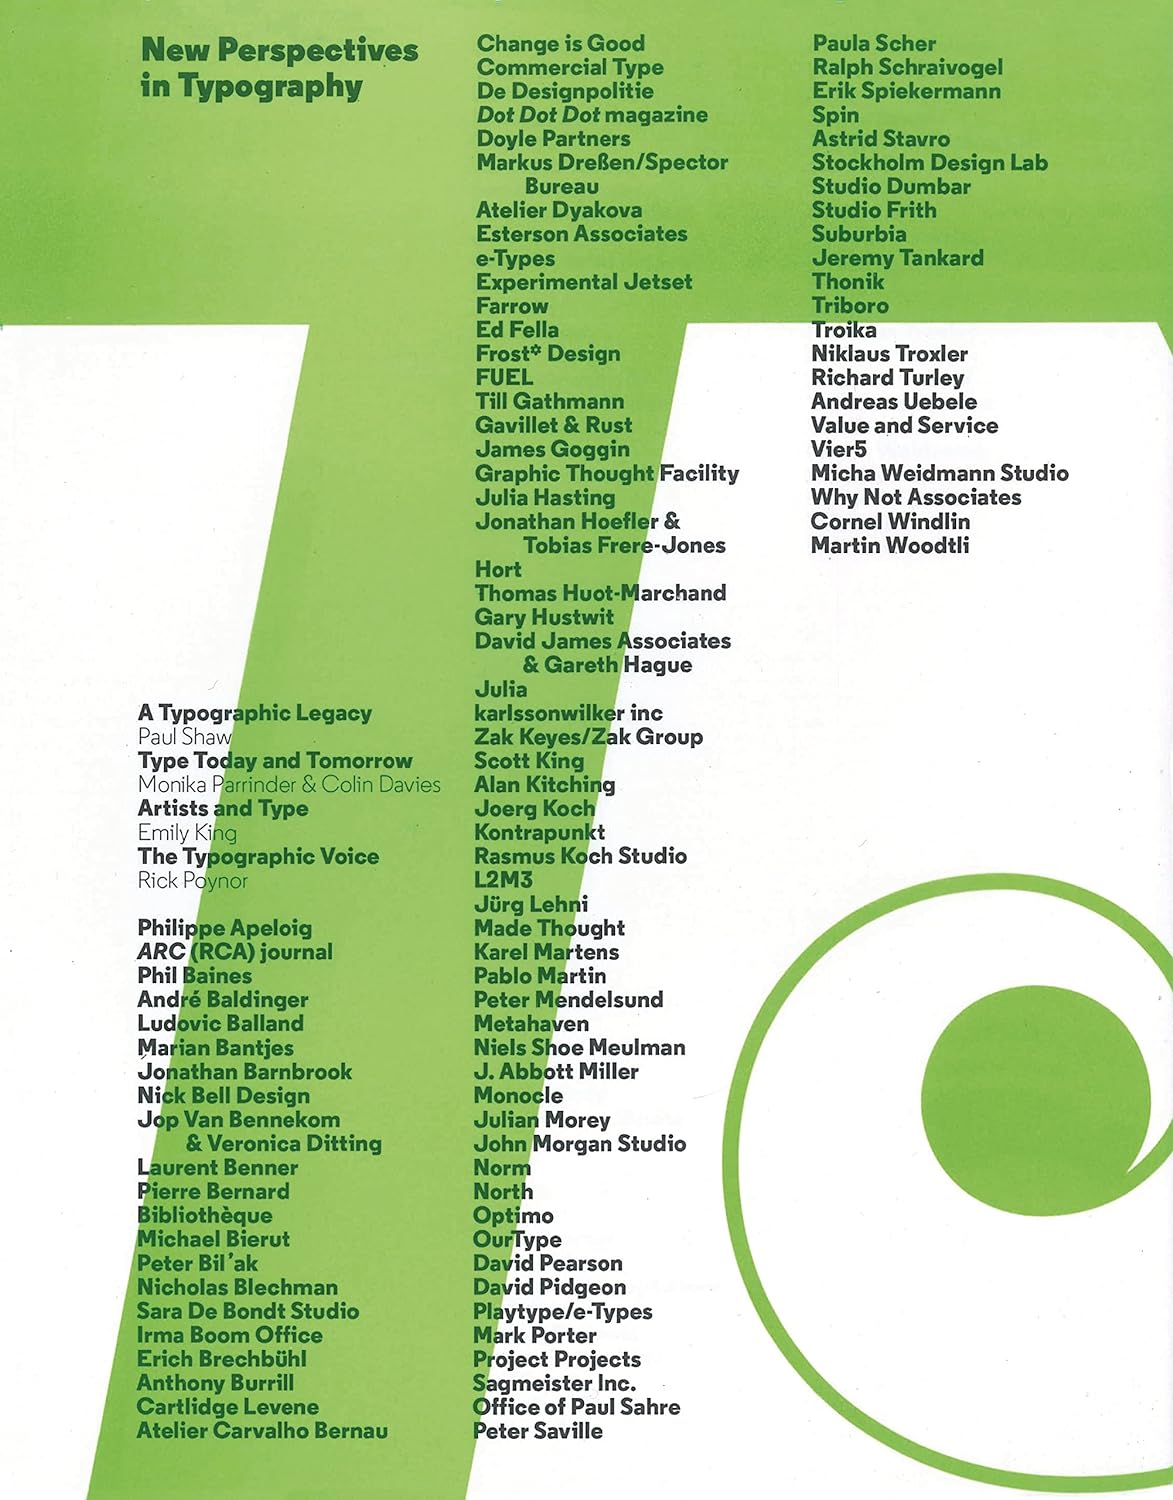 New Perspectives
in Typography
A Typographic Legacy
Paul Shaw
Type Today and Tomorrow
Monika Parrinder & Colin Davies
Artists and Type
Emily King
The Typographic Voice
Rick Poynor
Philippe Apeloig
ARC (RCA) journal
Phil Baines
André Baldinger
Ludovic Balland
Marian Bantjes
Jonathan Barnbrook
Nick Bell Design
Jop Van Bennekom
& Veronica Ditting
Laurent Benner
Pierre Bernard
Bibliothèque
Michael Bierut
Peter Bil'ak
Nicholas Blechman
Sara De Bondt Studio
Irma Boom Office
Erich Brechbühl
Anthony Burrill
Cartlidge Levene
Atelier Carvalho Bernau
Change is Good
Commercial Type
De Designpolitie
Dot Dot Dot magazine
Doyle Partners
Markus Dreßen/Spector
Bureau
Atelier Dyakova
Esterson Associates
e-Types
Experimental Jetset
Farrow
Ed Fella
Frost* Design
FUEL
Till Gathmann
Gavillet & Rust
James Goggin
Graphic Thought Facility
Julia Hasting
Jonathan Hoefler &
Tobias Frere-Jones
Hort
Thomas Huot-Marchand
Gary Hustwit
David James Associates
& Gareth Hague
Julia
karlssonwilker inc
Zak Keyes/Zak Group
Scott King
Alan Kitching
Joerg Koch
Kontrapunkt
Rasmus Koch Studio
L2M3
Jürg Lehni
Made Thought
Karel Martens
Pablo Martin
Peter Mendelsund
Metahaven
Niels Shoe Meulman
J. Abbott Miller
Monocle
Julian Morey
John Morgan Studio
Norm
North
Optimo
OurType
David Pearson
David Pidgeon
Playtype/e-Types
Mark Porter
Project Projects
Sagmeister Inc.
Office of Paul Sahre
Peter Saville
Paula Scher
Ralph Schraivogel
Erik Spiekermann
Spin
Astrid Stavro
Stockholm Design Lab
Studio Dumbar
Studio Frith
Suburbia
Jeremy Tankard
Thonik
Triboro
Troika
Niklaus Troxler
Richard Turley
Andreas Uebele
Value and Service
Vier5
Micha Weidmann Studio
Why Not Associates
Cornel Windlin
Martin Woodtli